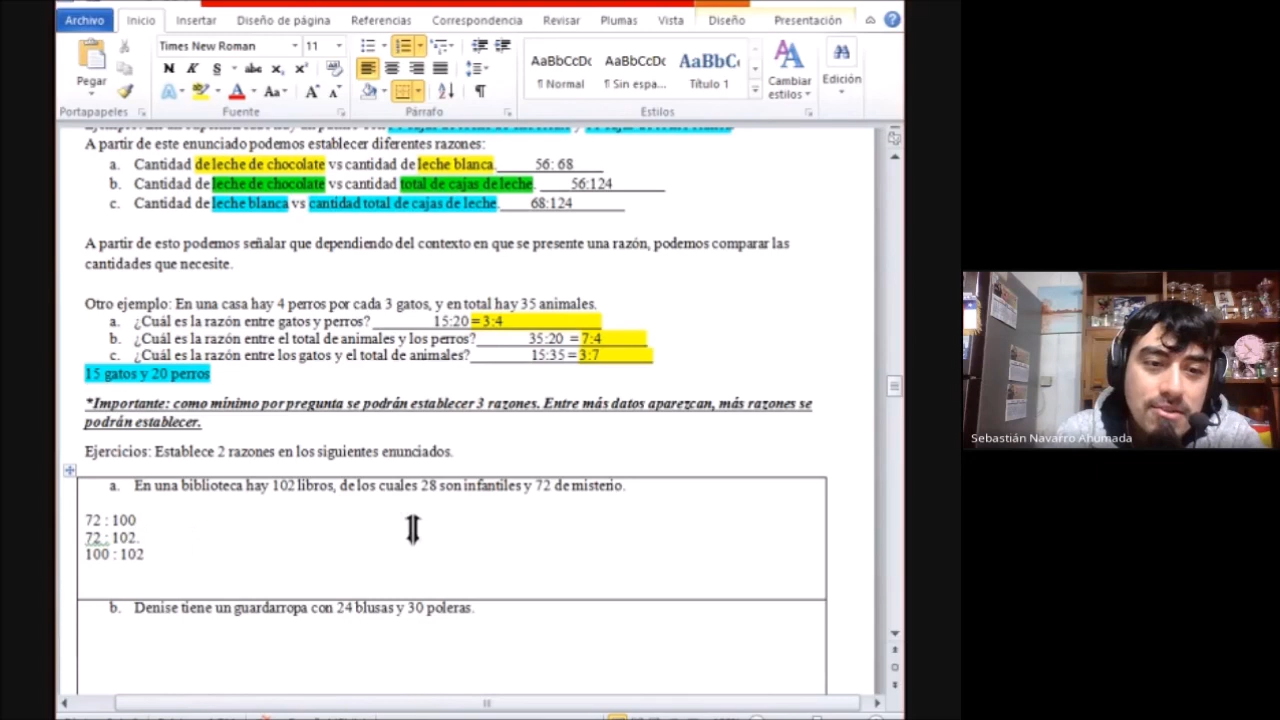 Archivo Inicio Insertar Diseño de página Referencias Correspondencia Revisar Plumas Vista Diseño Presentación
Times New Roman 11
AaBbCcDc AaBbCcDc AaBbC
Pegar
N K S abc x₂ x²
¶ Normal ¶ Sin espa... Título 1
Cambiar estilos
Edición
Portapapeles Fuente Párrafo Estilos
A partir de este enunciado podemos establecer diferentes razones:
a. Cantidad de leche de chocolate vs cantidad de leche blanca. 56: 68
b. Cantidad de leche de chocolate vs cantidad total de cajas de leche. 56:124
c. Cantidad de leche blanca vs cantidad total de cajas de leche. 68:124
A partir de esto podemos señalar que dependiendo del contexto en que se presente una razón, podemos comparar las
cantidades que necesite.
Otro ejemplo: En una casa hay 4 perros por cada 3 gatos, y en total hay 35 animales.
a. ¿Cuál es la razón entre gatos y perros? 15:20 = 3:4
b. ¿Cuál es la razón entre el total de animales y los perros? 35:20 = 7:4
c. ¿Cuál es la razón entre los gatos y el total de animales? 15:35 = 3:7
15 gatos y 20 perros
*Importante: como mínimo por pregunta se podrán establecer 3 razones. Entre más datos aparezcan, más razones se
podrán establecer.
Ejercicios: Establece 2 razones en los siguientes enunciados.
a. En una biblioteca hay 102 libros, de los cuales 28 son infantiles y 72 de misterio.
72 : 100
72 : 102.
100 : 102
b. Denise tiene un guardarropa con 24 blusas y 30 poleras.
Sebastián Navarro Ahumada